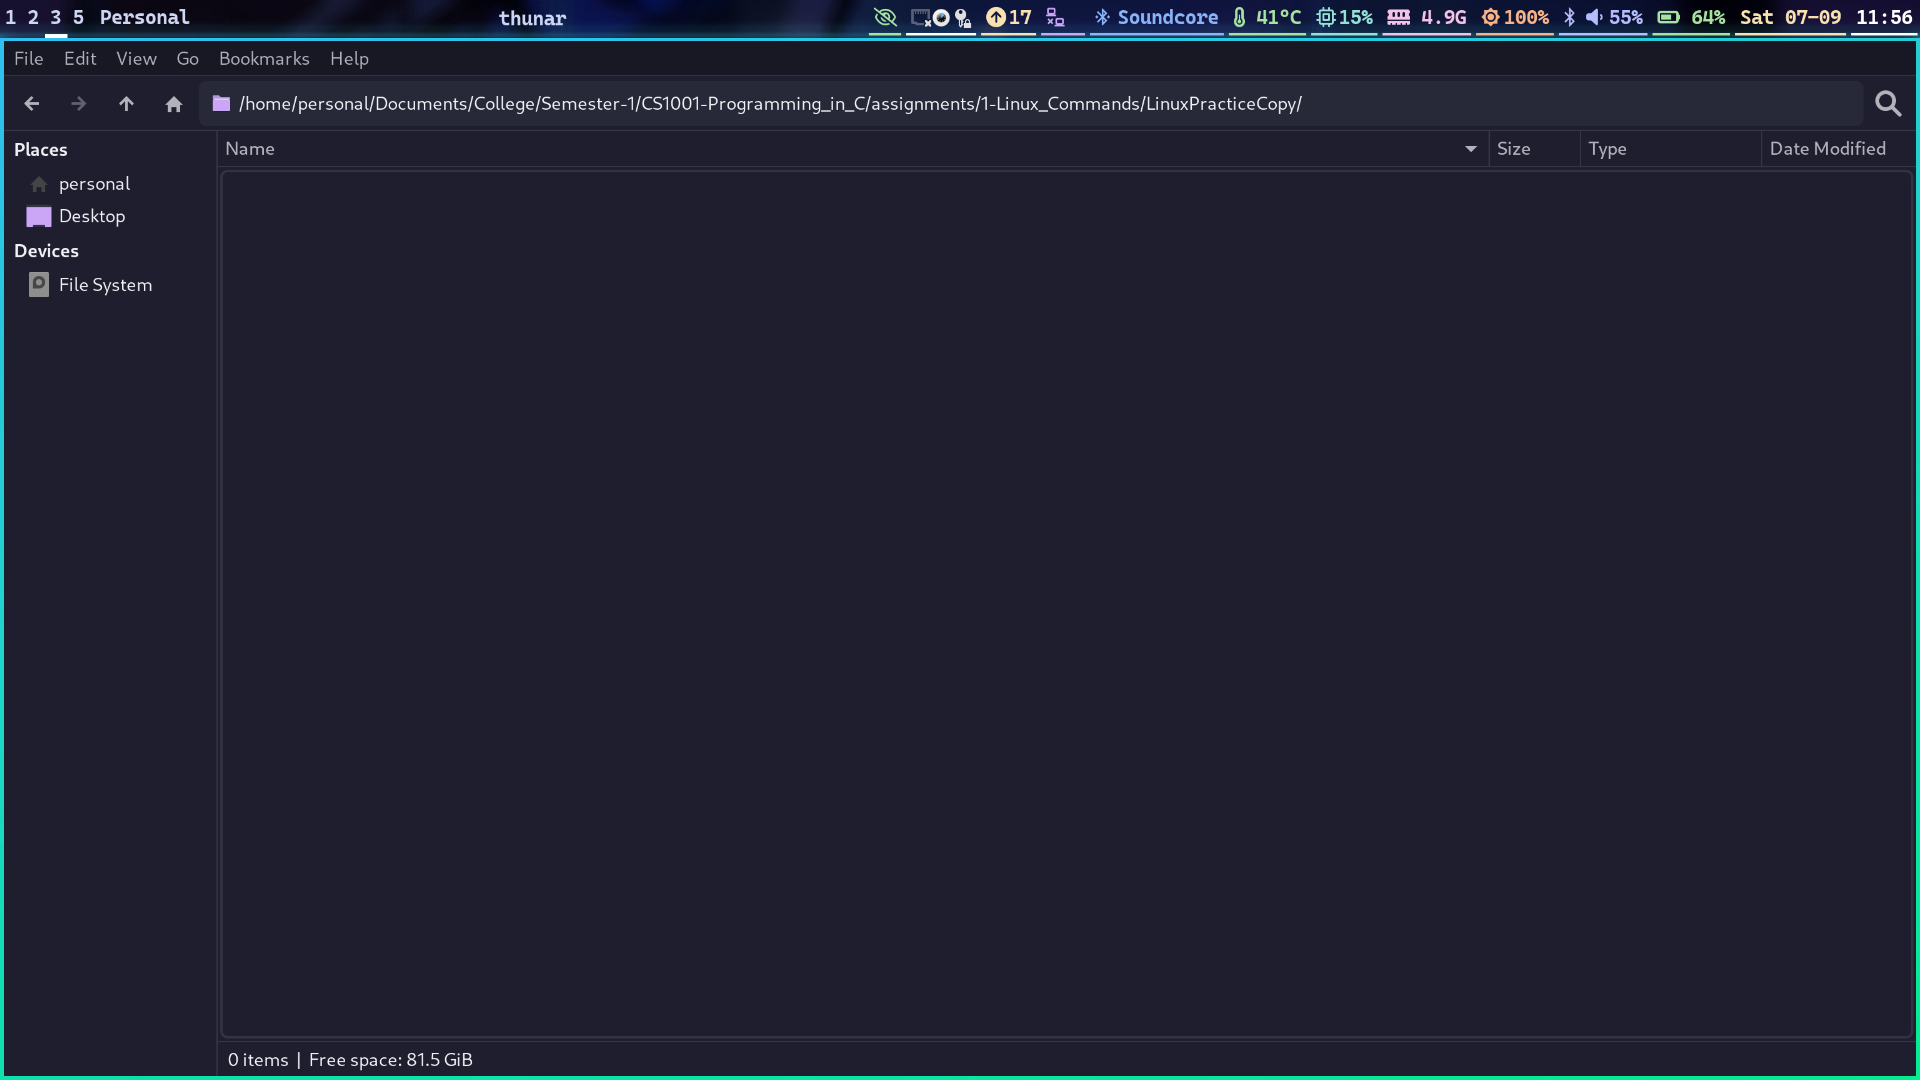 1 2 3 5 Personal thunar 17 Soundcore 41°C 15% 4.9G 100% 55% 64% Sat 07-09 11:56
File Edit View Go Bookmarks Help
/home/personal/Documents/College/Semester-1/CS1001-Programming_in_C/assignments/1-Linux_Commands/LinuxPracticeCopy/
Places
personal
Desktop
Devices
File System
Name Size Type Date Modified
0 items | Free space: 81.5 GiB